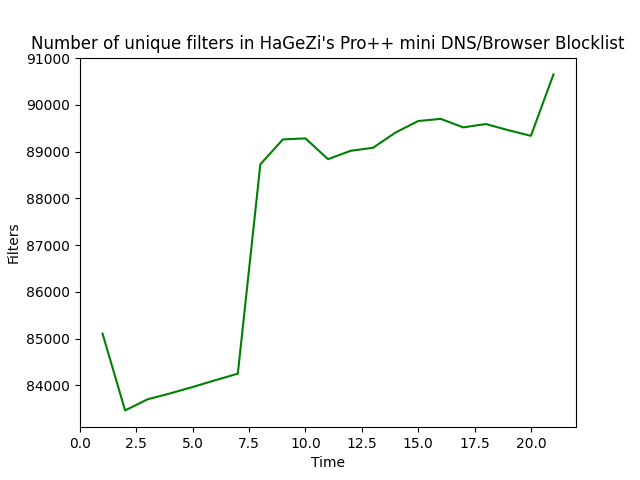 Number of unique filters in HaGeZi's Pro++ mini DNS/Browser Blocklist
91000
90000
89000
88000
87000
86000
85000
84000
Filters
0.0 2.5 5.0 7.5 10.0 12.5 15.0 17.5 20.0
Time